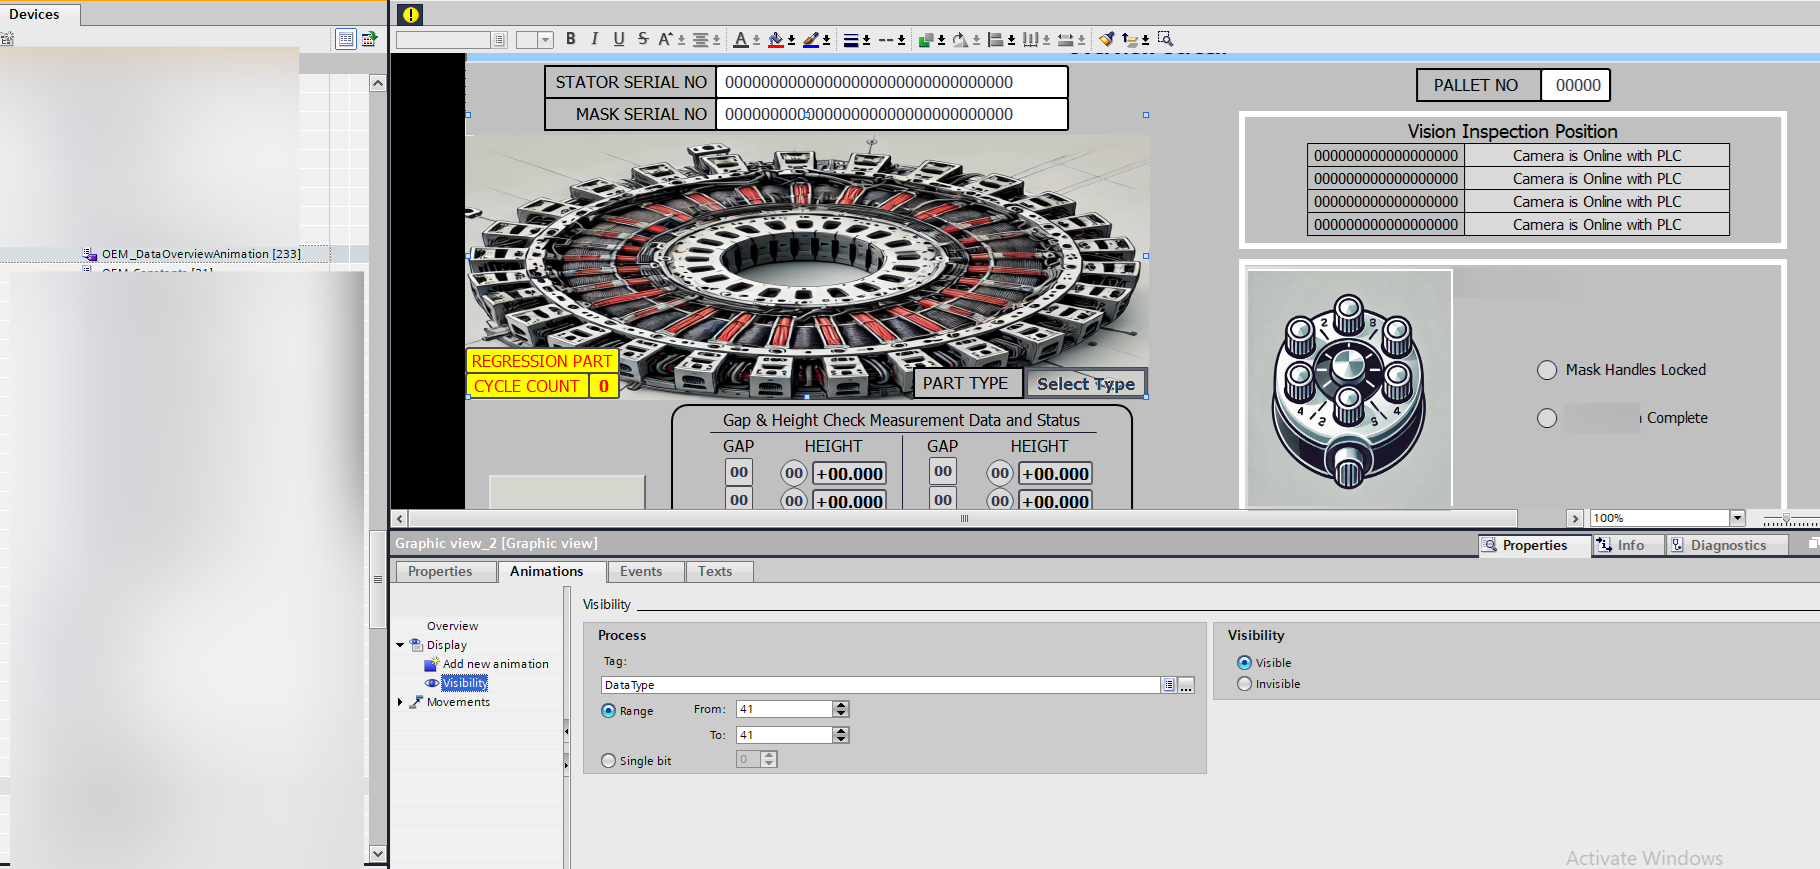 Devices
OEM_DataOverviewAnimation [233]
B I U S A
STATOR SERIAL NO 00000000000000000000000000000000
MASK SERIAL NO 00000000000000000000000000000000
PALLET NO 00000
Vision Inspection Position
0000000000000000 Camera is Online with PLC
0000000000000000 Camera is Online with PLC
0000000000000000 Camera is Online with PLC
0000000000000000 Camera is Online with PLC
REGRESSION PART
CYCLE COUNT 0
PART TYPE Select Type
Mask Handles Locked
Complete
Gap & Height Check Measurement Data and Status
GAP HEIGHT GAP HEIGHT
00 00 +00.000 00 00 +00.000
00 00 +00.000 00 00 +00.000
100%
Graphic view_2 [Graphic view]
Properties Info Diagnostics
Properties Animations Events Texts
Overview
Display
Add new animation
Visibility
Movements
Visibility
Process
Tag:
DataType
Range From: 41
To: 41
Single bit 0
Visibility
Visible
Invisible
Activate Windows